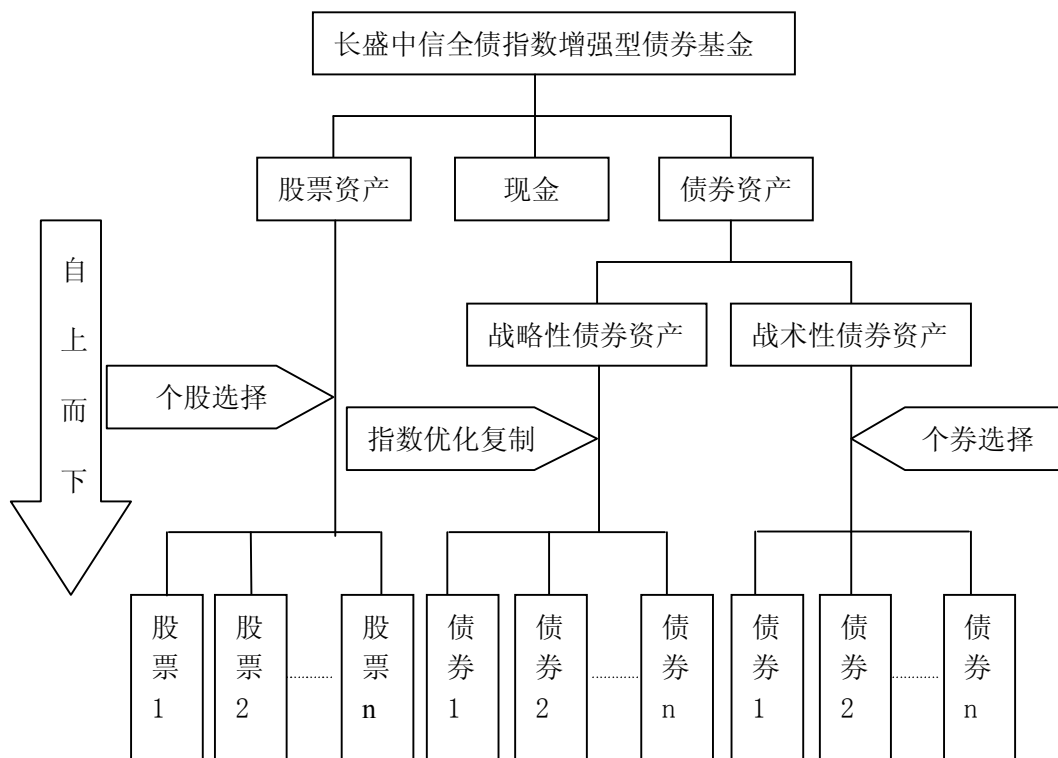 长盛中信全债指数增强型债券基金
股票资产
现金
债券资产
自上而下
战略性债券资产
战术性债券资产
个股选择
指数优化复制
个券选择
股票1
股票2
股票n
债券1
债券2
债券n
债券1
债券2
债券n